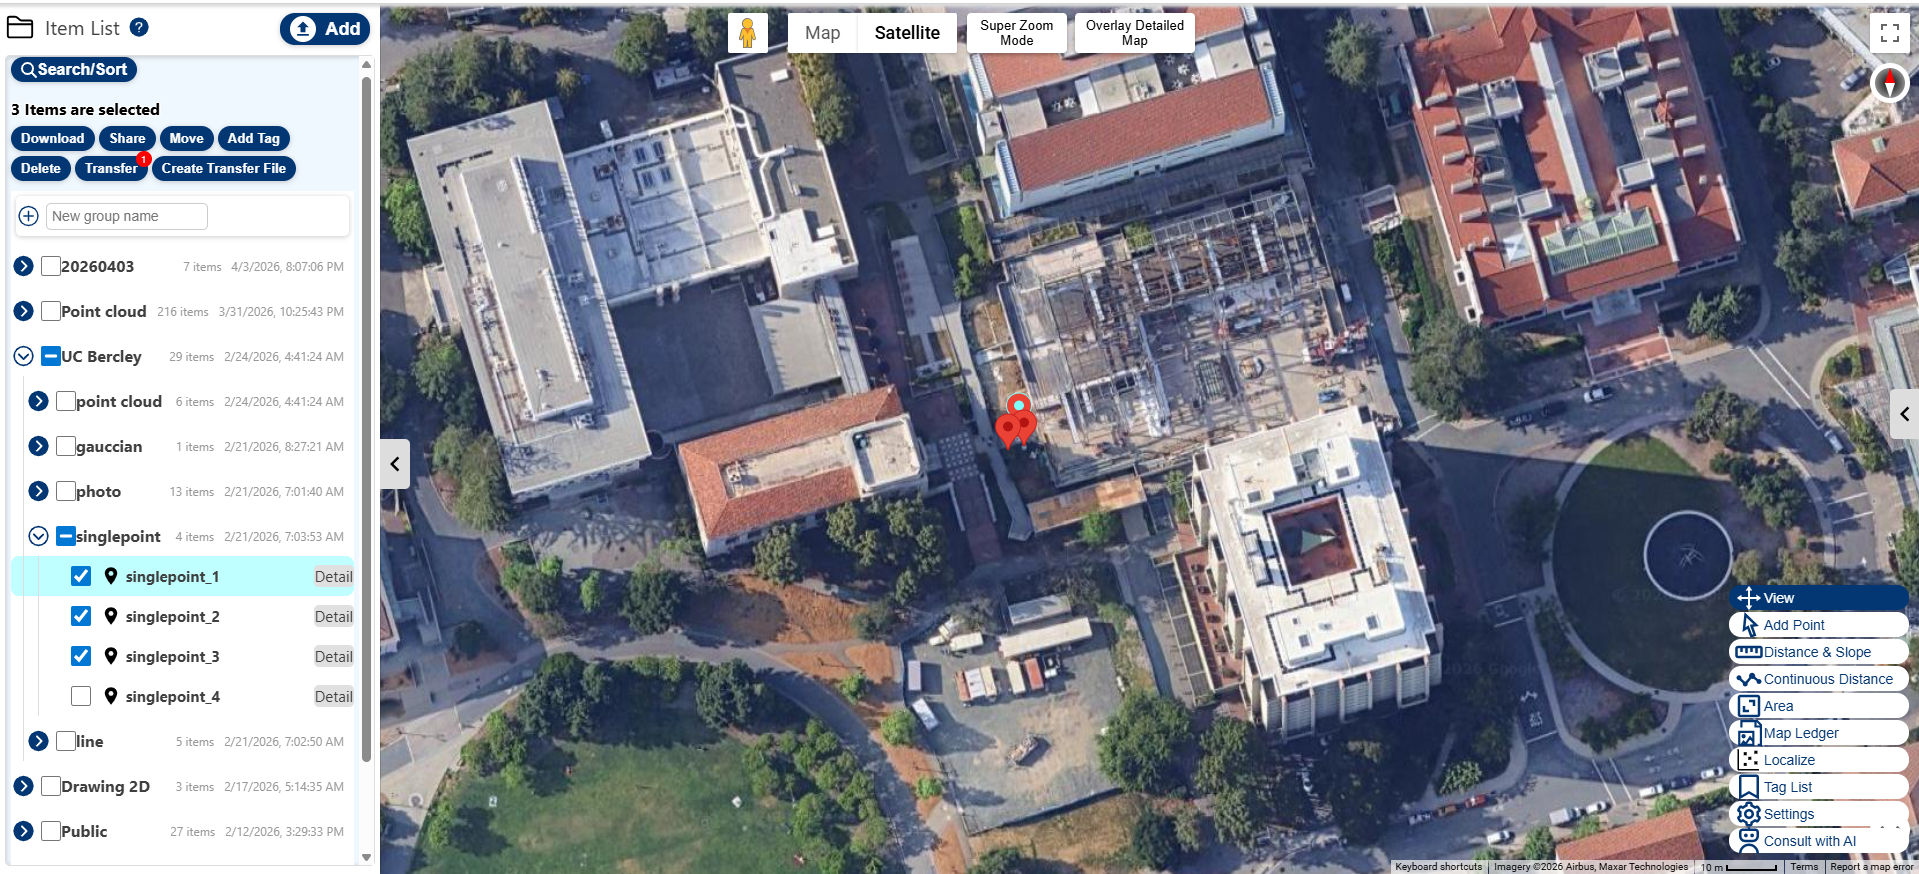 Item List ?
Add
Search/Sort
3 Items are selected
Download Share Move Add Tag
Delete Transfer 1 Create Transfer File
New group name
20260403 7 items 4/3/2026, 8:07:06 PM
Point cloud 216 items 3/31/2026, 10:25:43 PM
UC Bercley 29 items 2/24/2026, 4:41:24 AM
point cloud 6 items 2/24/2026, 4:41:24 AM
gauccian 1 items 2/21/2026, 8:27:21 AM
photo 13 items 2/21/2026, 7:01:40 AM
singlepoint 4 items 2/21/2026, 7:03:53 AM
singlepoint_1 Detail
singlepoint_2 Detail
singlepoint_3 Detail
singlepoint_4 Detail
line 5 items 2/21/2026, 7:02:50 AM
Drawing 2D 3 items 2/17/2026, 5:14:35 AM
Public 27 items 2/12/2026, 3:29:33 PM
Map Satellite
Super Zoom
Mode
Overlay Detailed
Map
View
Add Point
Distance & Slope
Continuous Distance
Area
Map Ledger
Localize
Tag List
Settings
Consult with AI
Keyboard shortcuts Imagery ©2026 Airbus, Maxar Technologies 10 m Terms Report a map error